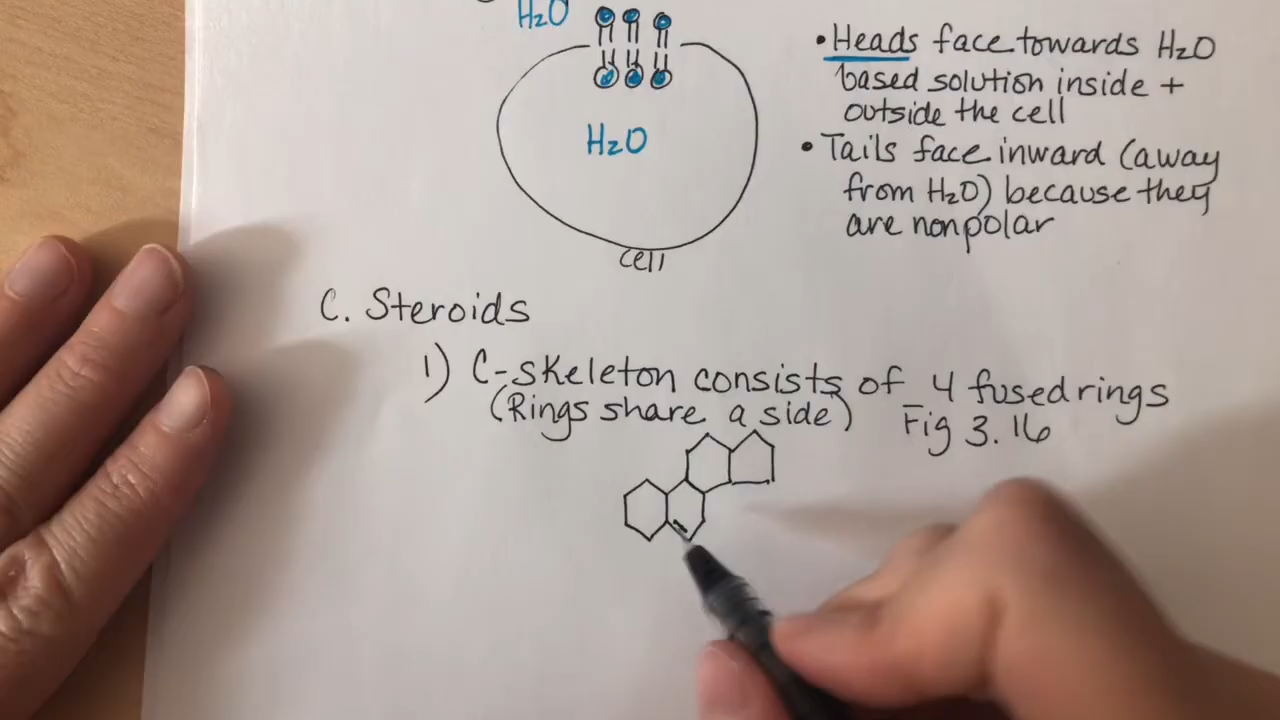 H2O
H2O
cell
• Heads face towards H2O
based solution inside +
outside the cell
• Tails face inward (away
from H2O) because they
are nonpolar
C. Steroids
1) C-skeleton consists of 4 fused rings
(Rings share a side) Fig 3.16